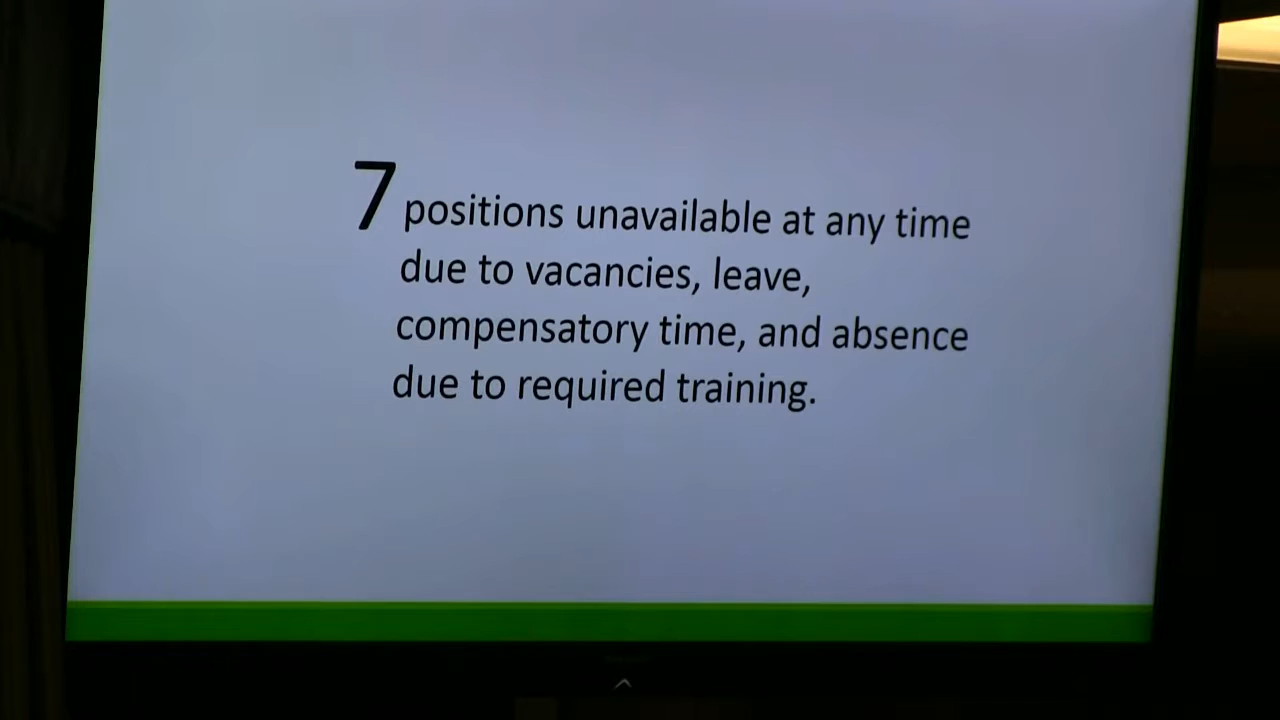 7 positions unavailable at any time
due to vacancies, leave,
compensatory time, and absence
due to required training.